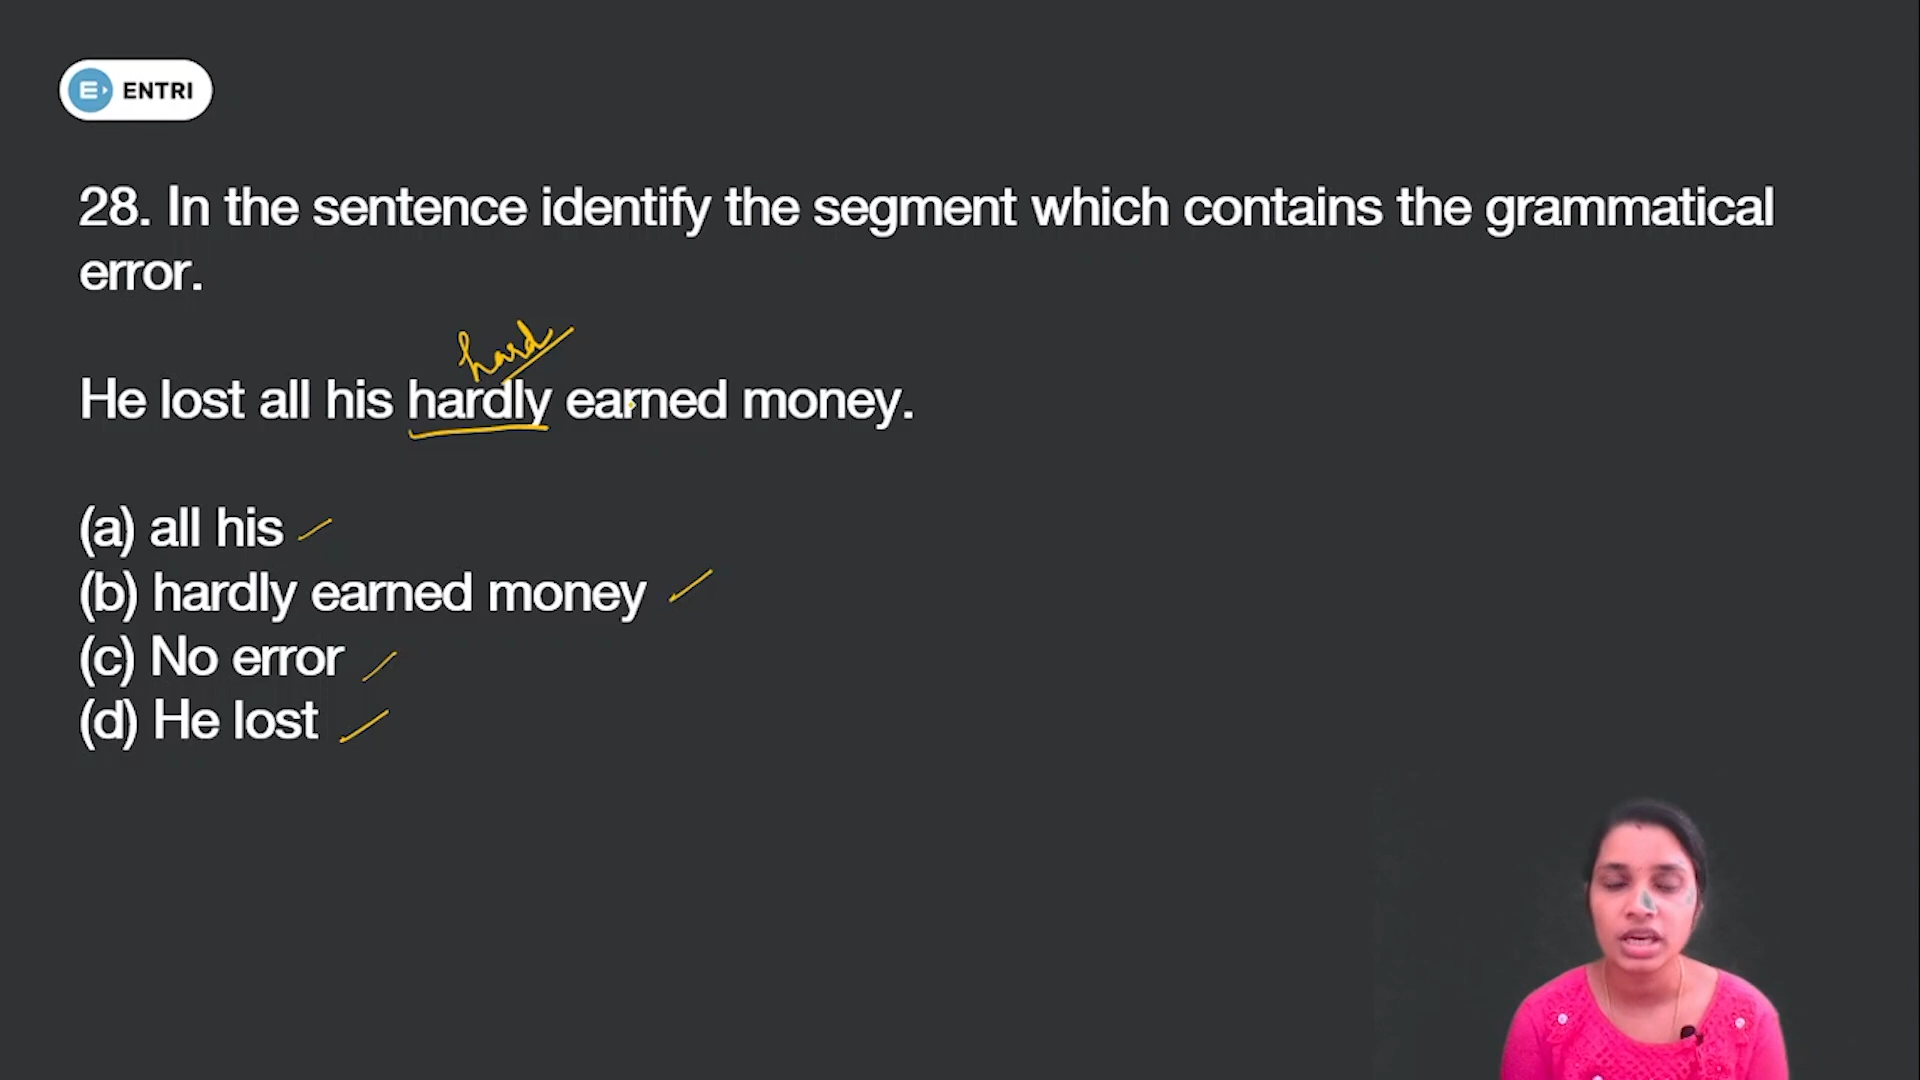 ENTRI
28. In the sentence identify the segment which contains the grammatical
error.
hard
He lost all his hardly earned money.
(a) all his
(b) hardly earned money
(c) No error
(d) He lost